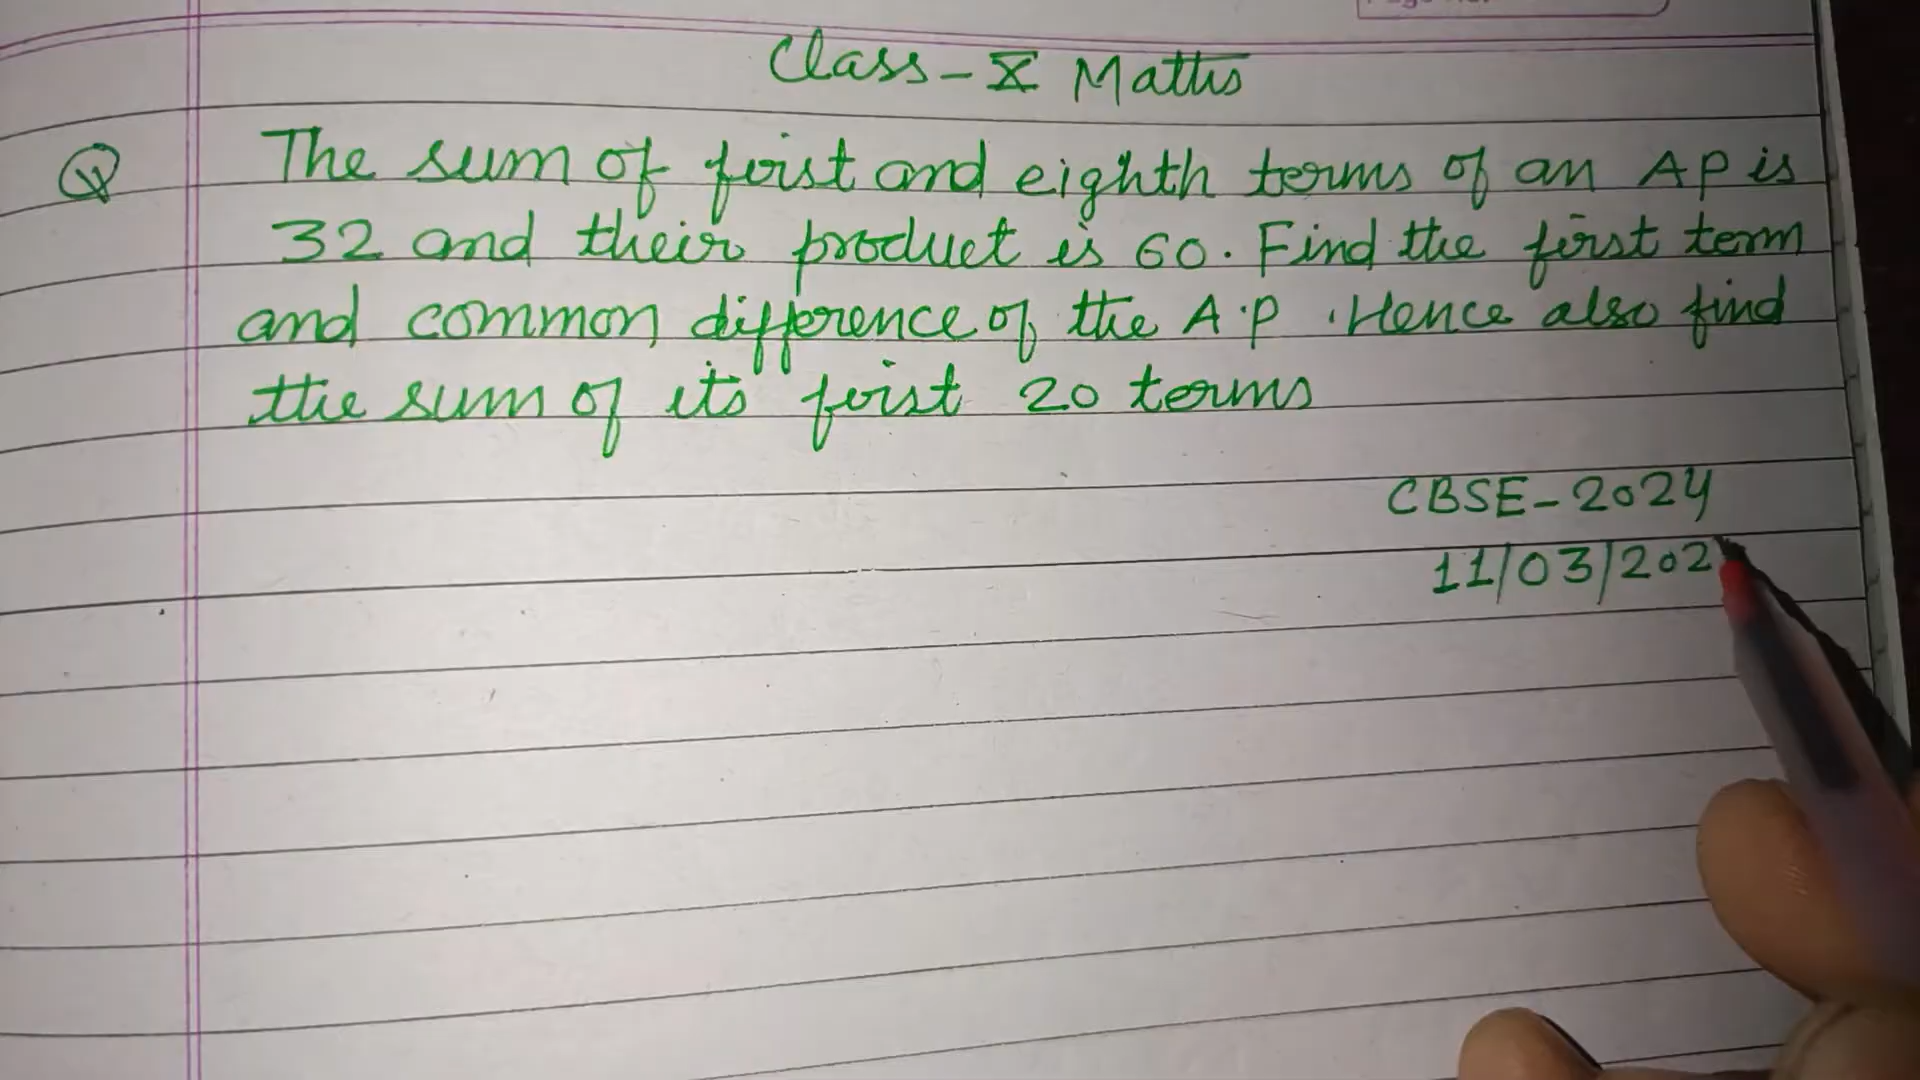 Class - X Maths
Q The sum of first and eighth terms of an AP is
32 and their product is 60. Find the first term
and common difference of the A.P. Hence also find
the sum of its first 20 terms
CBSE - 2024
11/03/202